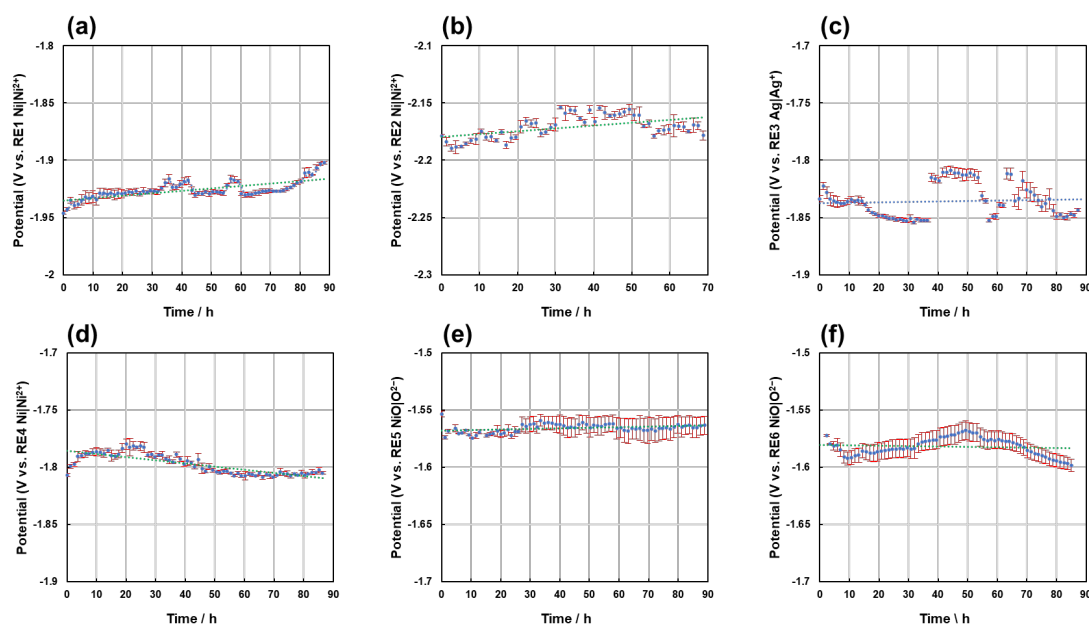 (a)
-1.8
-1.85
-1.9
-1.95
-2
Potential (V vs. RE1 Ni|Ni²⁺)
0 10 20 30 40 50 60 70 80 90
Time / h
(b)
-2.1
-2.15
-2.2
-2.25
-2.3
Potential (V vs. RE2 Ni|Ni²⁺)
0 10 20 30 40 50 60 70
Time / h
(c)
-1.7
-1.75
-1.8
-1.85
-1.9
Potential (V vs. RE3 Ag|Ag⁺)
0 10 20 30 40 50 60 70 80 90
Time / h
(d)
-1.7
-1.75
-1.8
-1.85
-1.9
Potential (V vs. RE4 Ni|Ni²⁺)
0 10 20 30 40 50 60 70 80 90
Time / h
(e)
-1.5
-1.55
-1.6
-1.65
-1.7
Potential (V vs. RE5 NiO|O²⁻)
0 10 20 30 40 50 60 70 80 90
Time / h
(f)
-1.5
-1.55
-1.6
-1.65
-1.7
Potential (V vs. RE6 NiO|O²⁻)
0 10 20 30 40 50 60 70 80 90
Time \ h